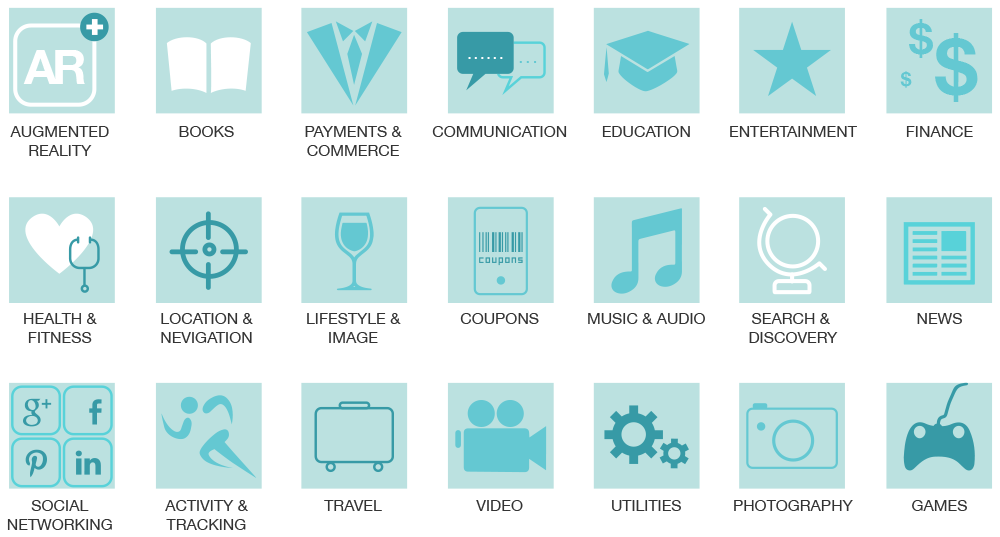 AR
AUGMENTED
REALITY
BOOKS
PAYMENTS &
COMMERCE
COMMUNICATION
EDUCATION
ENTERTAINMENT
$ $ $
FINANCE
HEALTH &
FITNESS
LOCATION &
NEVIGATION
LIFESTYLE &
IMAGE
coupons
COUPONS
MUSIC & AUDIO
SEARCH &
DISCOVERY
NEWS
g+ f
p in
SOCIAL
NETWORKING
ACTIVITY &
TRACKING
TRAVEL
VIDEO
UTILITIES
PHOTOGRAPHY
GAMES